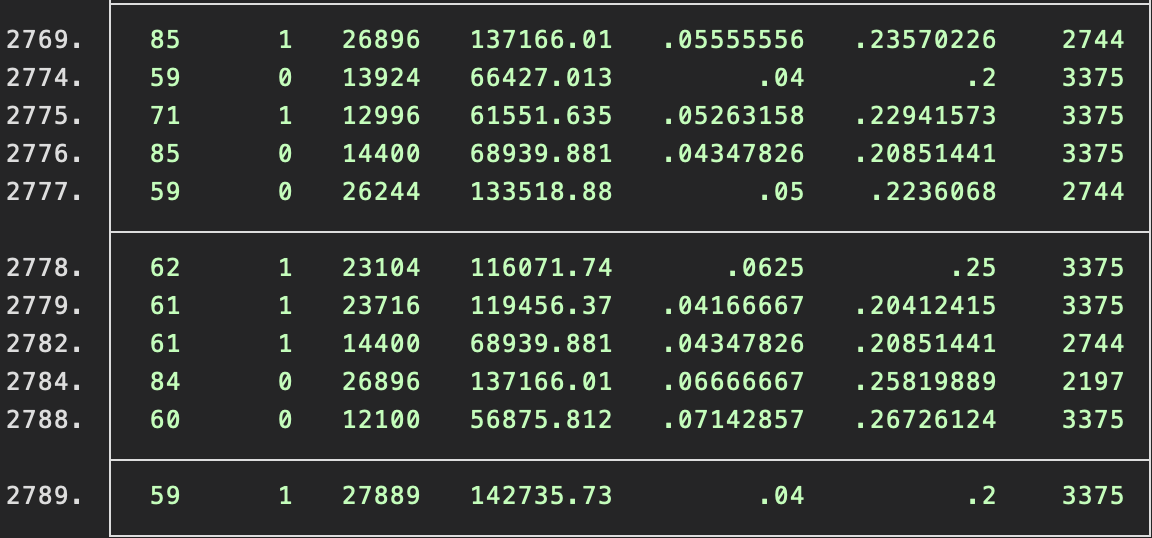 2769. 85 1 26896 137166.01 .05555556 .23570226 2744
2774. 59 0 13924 66427.013 .04 .2 3375
2775. 71 1 12996 61551.635 .05263158 .22941573 3375
2776. 85 0 14400 68939.881 .04347826 .20851441 3375
2777. 59 0 26244 133518.88 .05 .2236068 2744
2778. 62 1 23104 116071.74 .0625 .25 3375
2779. 61 1 23716 119456.37 .04166667 .20412415 3375
2782. 61 1 14400 68939.881 .04347826 .20851441 2744
2784. 84 0 26896 137166.01 .06666667 .25819889 2197
2788. 60 0 12100 56875.812 .07142857 .26726124 3375
2789. 59 1 27889 142735.73 .04 .2 3375